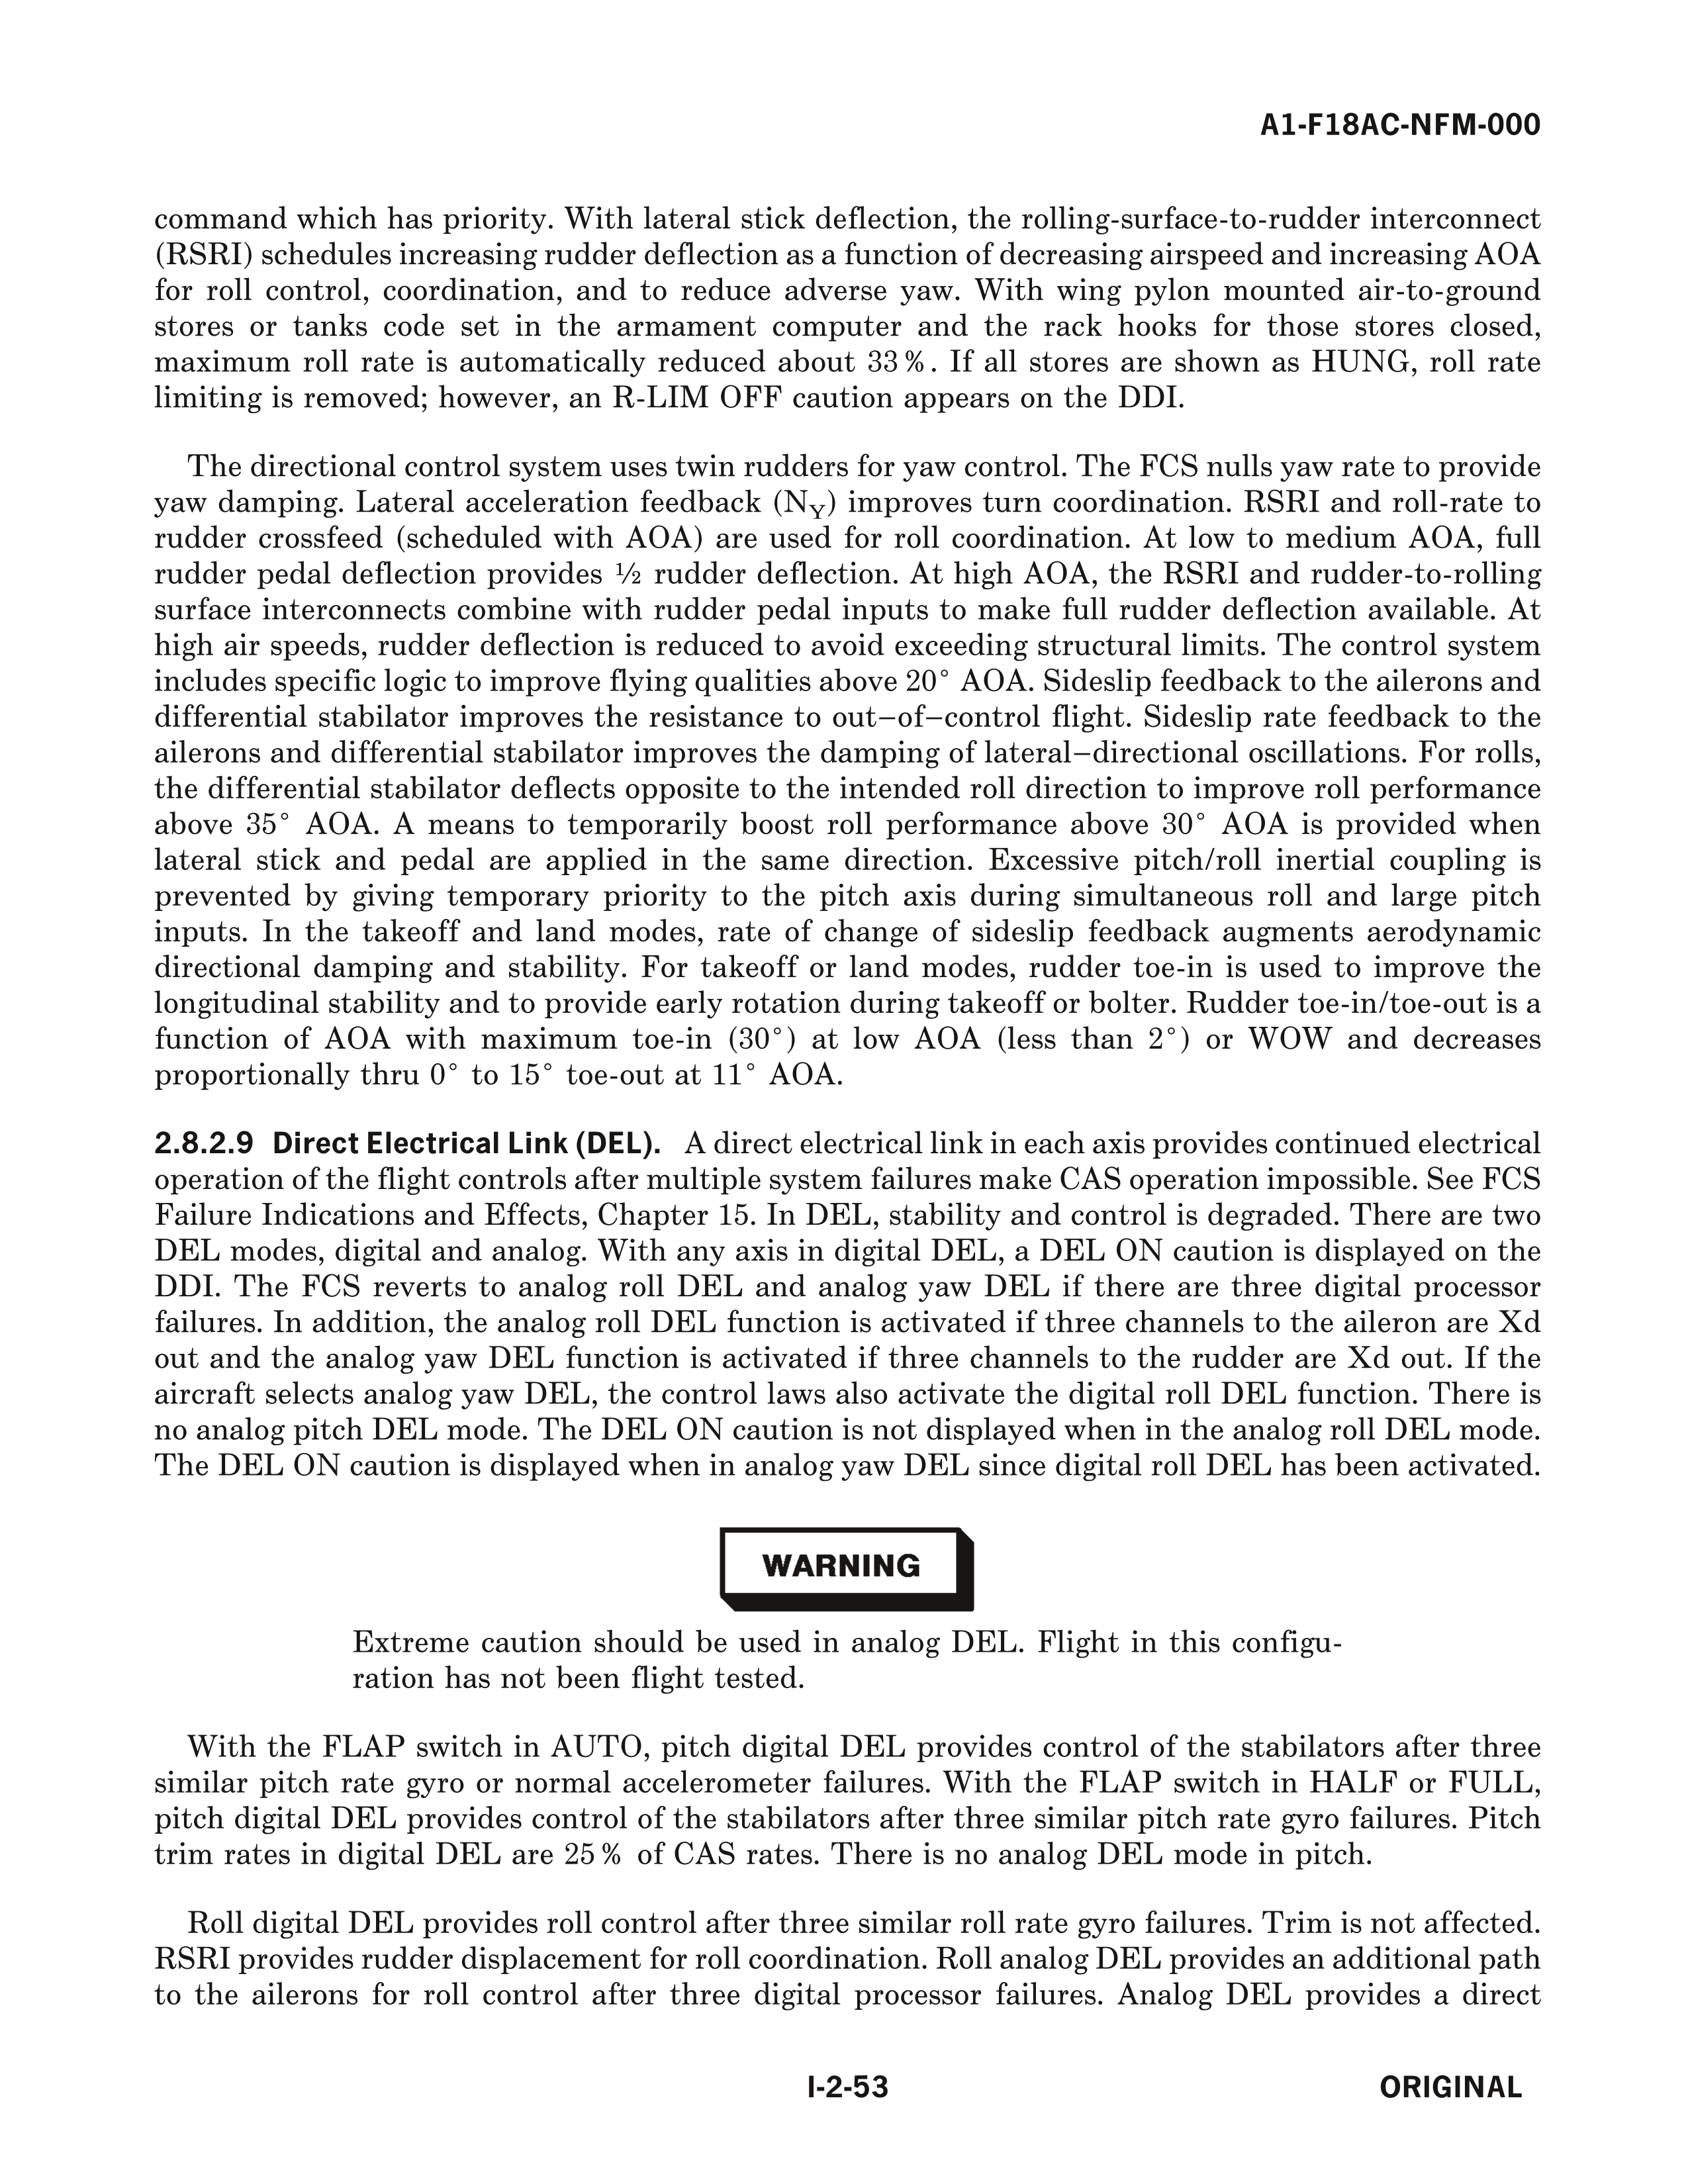 A1-F18AC-NFM-000
command which has priority. With lateral stick deflection, the rolling-surface-to-rudder interconnect
(RSRI) schedules increasing rudder deflection as a function of decreasing airspeed and increasing AOA
for roll control, coordination, and to reduce adverse yaw. With wing pylon mounted air-to-ground
stores or tanks code set in the armament computer and the rack hooks for those stores closed,
maximum roll rate is automatically reduced about 33%. If all stores are shown as HUNG, roll rate
limiting is removed; however, an R-LIM OFF caution appears on the DDI.
The directional control system uses twin rudders for yaw control. The FCS nulls yaw rate to provide
yaw damping. Lateral acceleration feedback (NY) improves turn coordination. RSRI and roll-rate to
rudder crossfeed (scheduled with AOA) are used for roll coordination. At low to medium AOA, full
rudder pedal deflection provides ½ rudder deflection. At high AOA, the RSRI and rudder-to-rolling
surface interconnects combine with rudder pedal inputs to make full rudder deflection available. At
high air speeds, rudder deflection is reduced to avoid exceeding structural limits. The control system
includes specific logic to improve flying qualities above 20° AOA. Sideslip feedback to the ailerons and
differential stabilator improves the resistance to out−of−control flight. Sideslip rate feedback to the
ailerons and differential stabilator improves the damping of lateral−directional oscillations. For rolls,
the differential stabilator deflects opposite to the intended roll direction to improve roll performance
above 35° AOA. A means to temporarily boost roll performance above 30° AOA is provided when
lateral stick and pedal are applied in the same direction. Excessive pitch/roll inertial coupling is
prevented by giving temporary priority to the pitch axis during simultaneous roll and large pitch
inputs. In the takeoff and land modes, rate of change of sideslip feedback augments aerodynamic
directional damping and stability. For takeoff or land modes, rudder toe-in is used to improve the
longitudinal stability and to provide early rotation during takeoff or bolter. Rudder toe-in/toe-out is a
function of AOA with maximum toe-in (30°) at low AOA (less than 2°) or WOW and decreases
proportionally thru 0° to 15° toe-out at 11° AOA.
2.8.2.9 Direct Electrical Link (DEL). A direct electrical link in each axis provides continued electrical
operation of the flight controls after multiple system failures make CAS operation impossible. See FCS
Failure Indications and Effects, Chapter 15. In DEL, stability and control is degraded. There are two
DEL modes, digital and analog. With any axis in digital DEL, a DEL ON caution is displayed on the
DDI. The FCS reverts to analog roll DEL and analog yaw DEL if there are three digital processor
failures. In addition, the analog roll DEL function is activated if three channels to the aileron are Xd
out and the analog yaw DEL function is activated if three channels to the rudder are Xd out. If the
aircraft selects analog yaw DEL, the control laws also activate the digital roll DEL function. There is
no analog pitch DEL mode. The DEL ON caution is not displayed when in the analog roll DEL mode.
The DEL ON caution is displayed when in analog yaw DEL since digital roll DEL has been activated.
WARNING
Extreme caution should be used in analog DEL. Flight in this configu-
ration has not been flight tested.
With the FLAP switch in AUTO, pitch digital DEL provides control of the stabilators after three
similar pitch rate gyro or normal accelerometer failures. With the FLAP switch in HALF or FULL,
pitch digital DEL provides control of the stabilators after three similar pitch rate gyro failures. Pitch
trim rates in digital DEL are 25% of CAS rates. There is no analog DEL mode in pitch.
Roll digital DEL provides roll control after three similar roll rate gyro failures. Trim is not affected.
RSRI provides rudder displacement for roll coordination. Roll analog DEL provides an additional path
to the ailerons for roll control after three digital processor failures. Analog DEL provides a direct
I-2-53
ORIGINAL